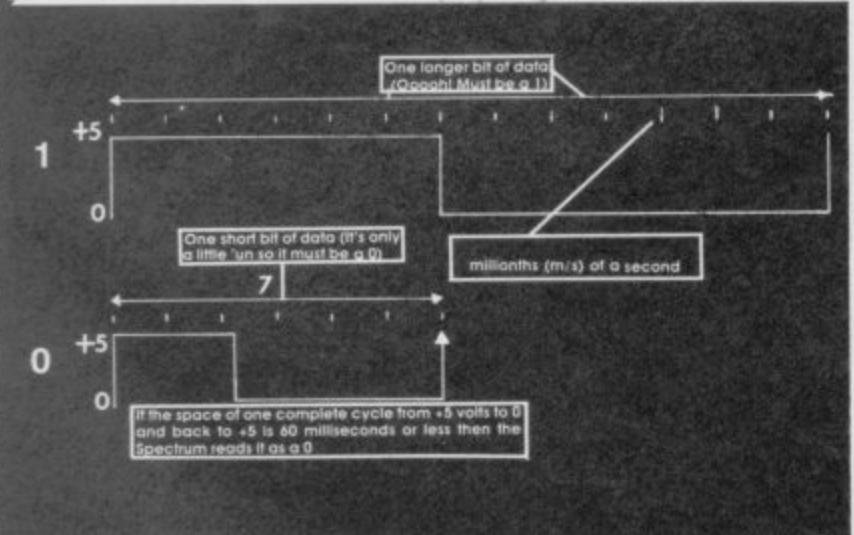 One longer bit of data
(Ooooh! Must be a 1)
+5
1
0
One short bit of data (It's only
a little 'un so it must be a 0)
millionths (m/s) of a second
7
+5
0
0
If the space of one complete cycle from +5 volts to 0
and back to +5 is 60 milliseconds or less then the
Spectrum reads it as a 0